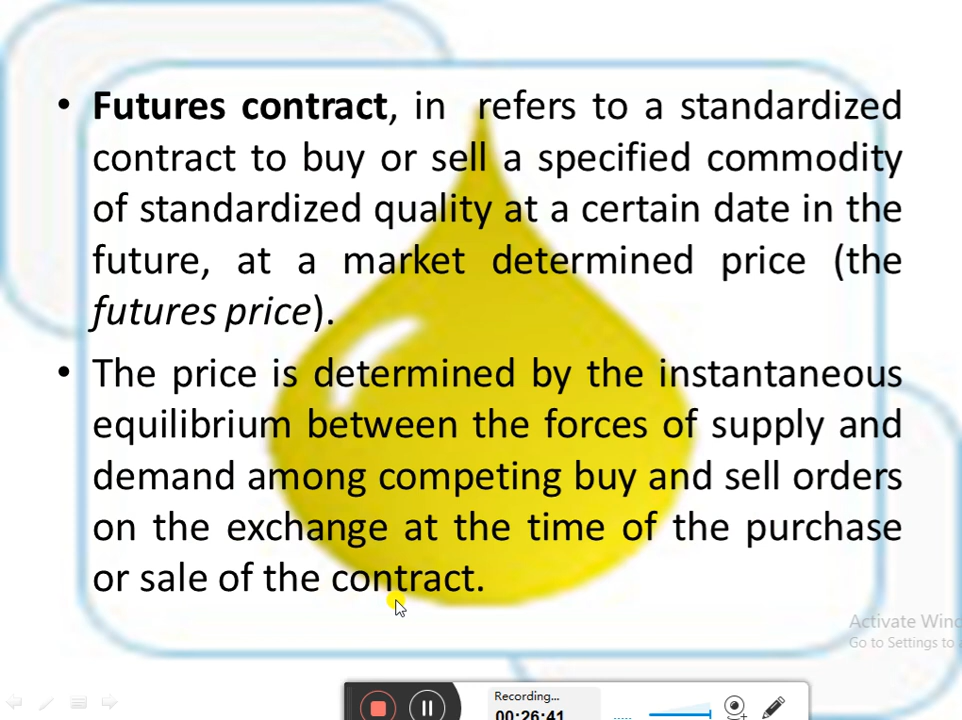 • Futures contract, in refers to a standardized
contract to buy or sell a specified commodity
of standardized quality at a certain date in the
future, at a market determined price (the
futures price).
• The price is determined by the instantaneous
equilibrium between the forces of supply and
demand among competing buy and sell orders
on the exchange at the time of the purchase
or sale of the contract.
Activate Wind
Go to Settings to
Recording...
00:26:41